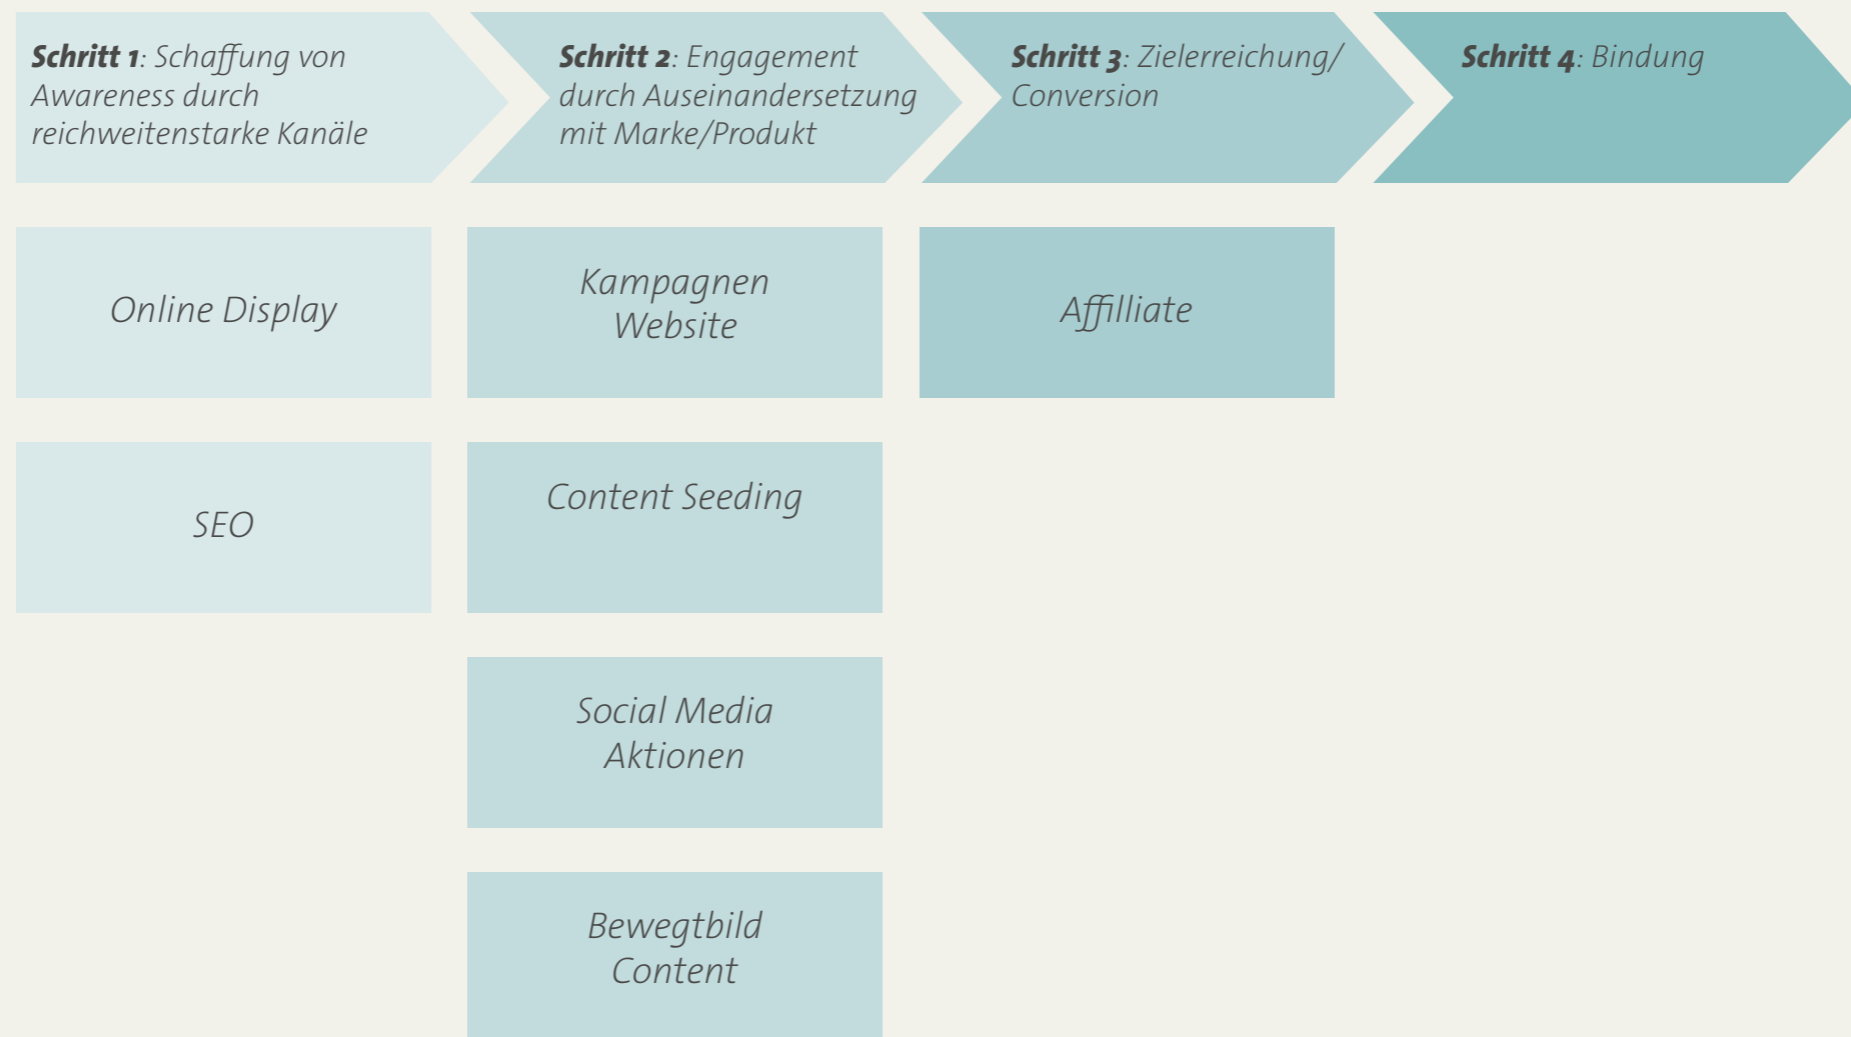 Schritt 1: Schaffung von
Awareness durch
reichweitenstarke Kanäle
Schritt 2: Engagement
durch Auseinandersetzung
mit Marke/Produkt
Schritt 3: Zielerreichung/
Conversion
Schritt 4: Bindung
Online Display
Kampagnen
Website
Affilliate
SEO
Content Seeding
Social Media
Aktionen
Bewegtbild
Content